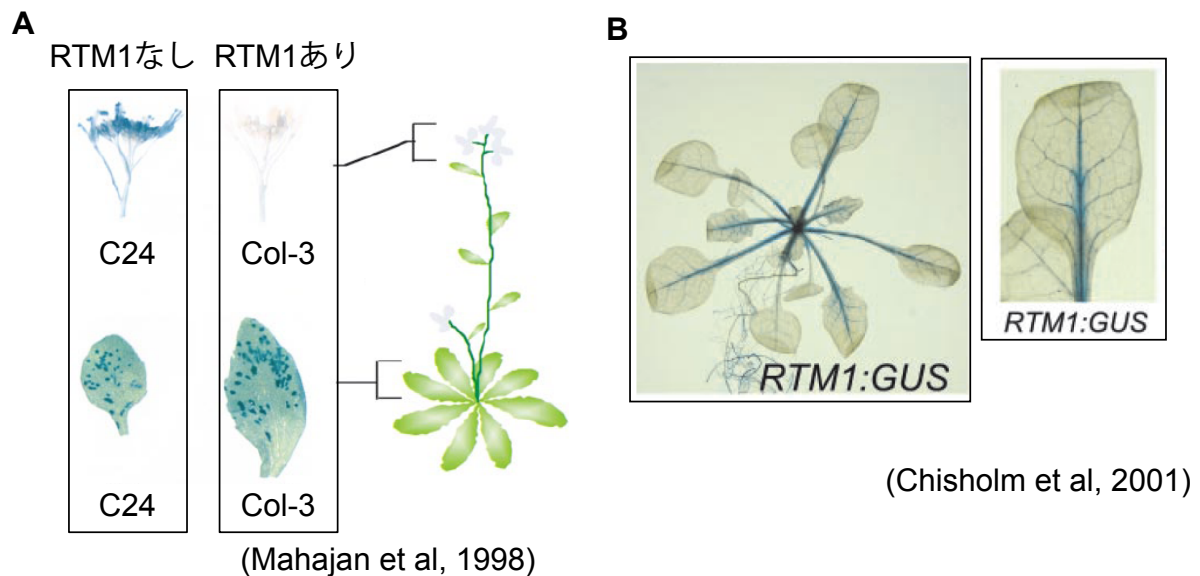 A
RTM1なし RTM1あり
C24 Col-3
C24 Col-3
(Mahajan et al, 1998)
B
RTM1:GUS
RTM1:GUS
(Chisholm et al, 2001)